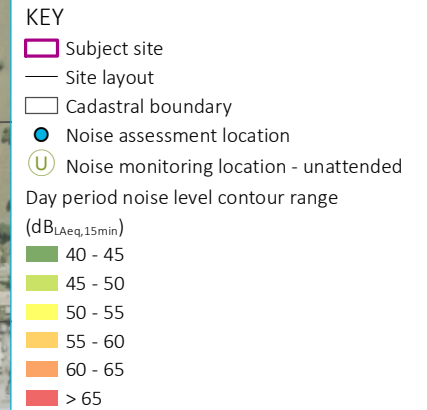 KEY
Subject site
Site layout
Cadastral boundary
Noise assessment location
U Noise monitoring location - unattended
Day period noise level contour range
(dBLAeq,15min)
40 - 45
45 - 50
50 - 55
55 - 60
60 - 65
> 65